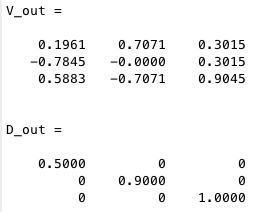 V_out =
0.1961 0.7071 0.3015
-0.7845 -0.0000 0.3015
0.5883 -0.7071 0.9045
D_out =
0.5000 0 0
0 0.9000 0
0 0 1.0000